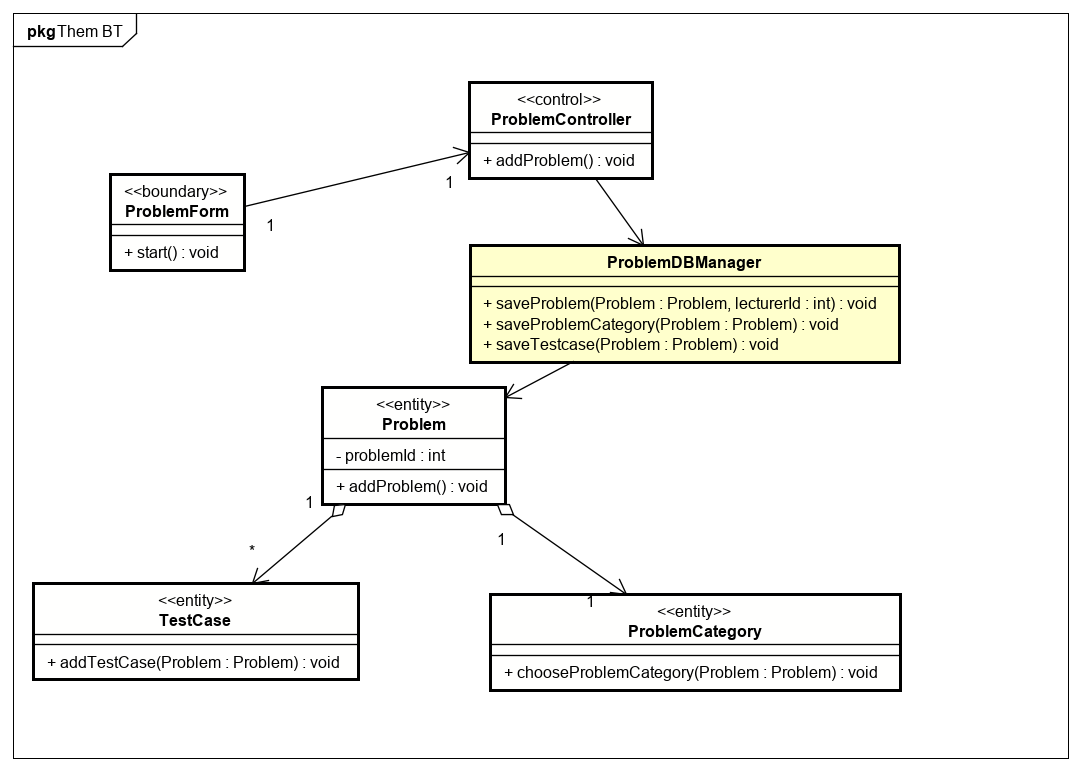 pkg Them BT
<<control>>
ProblemController
+ addProblem() : void
<<boundary>>
ProblemForm
+ start() : void
1
1
ProblemDBManager
+ saveProblem(Problem : Problem, lecturerId : int) : void
+ saveProblemCategory(Problem : Problem) : void
+ saveTestcase(Problem : Problem) : void
<<entity>>
Problem
- problemId : int
+ addProblem() : void
1
*
1
1
<<entity>>
TestCase
+ addTestCase(Problem : Problem) : void
<<entity>>
ProblemCategory
+ chooseProblemCategory(Problem : Problem) : void